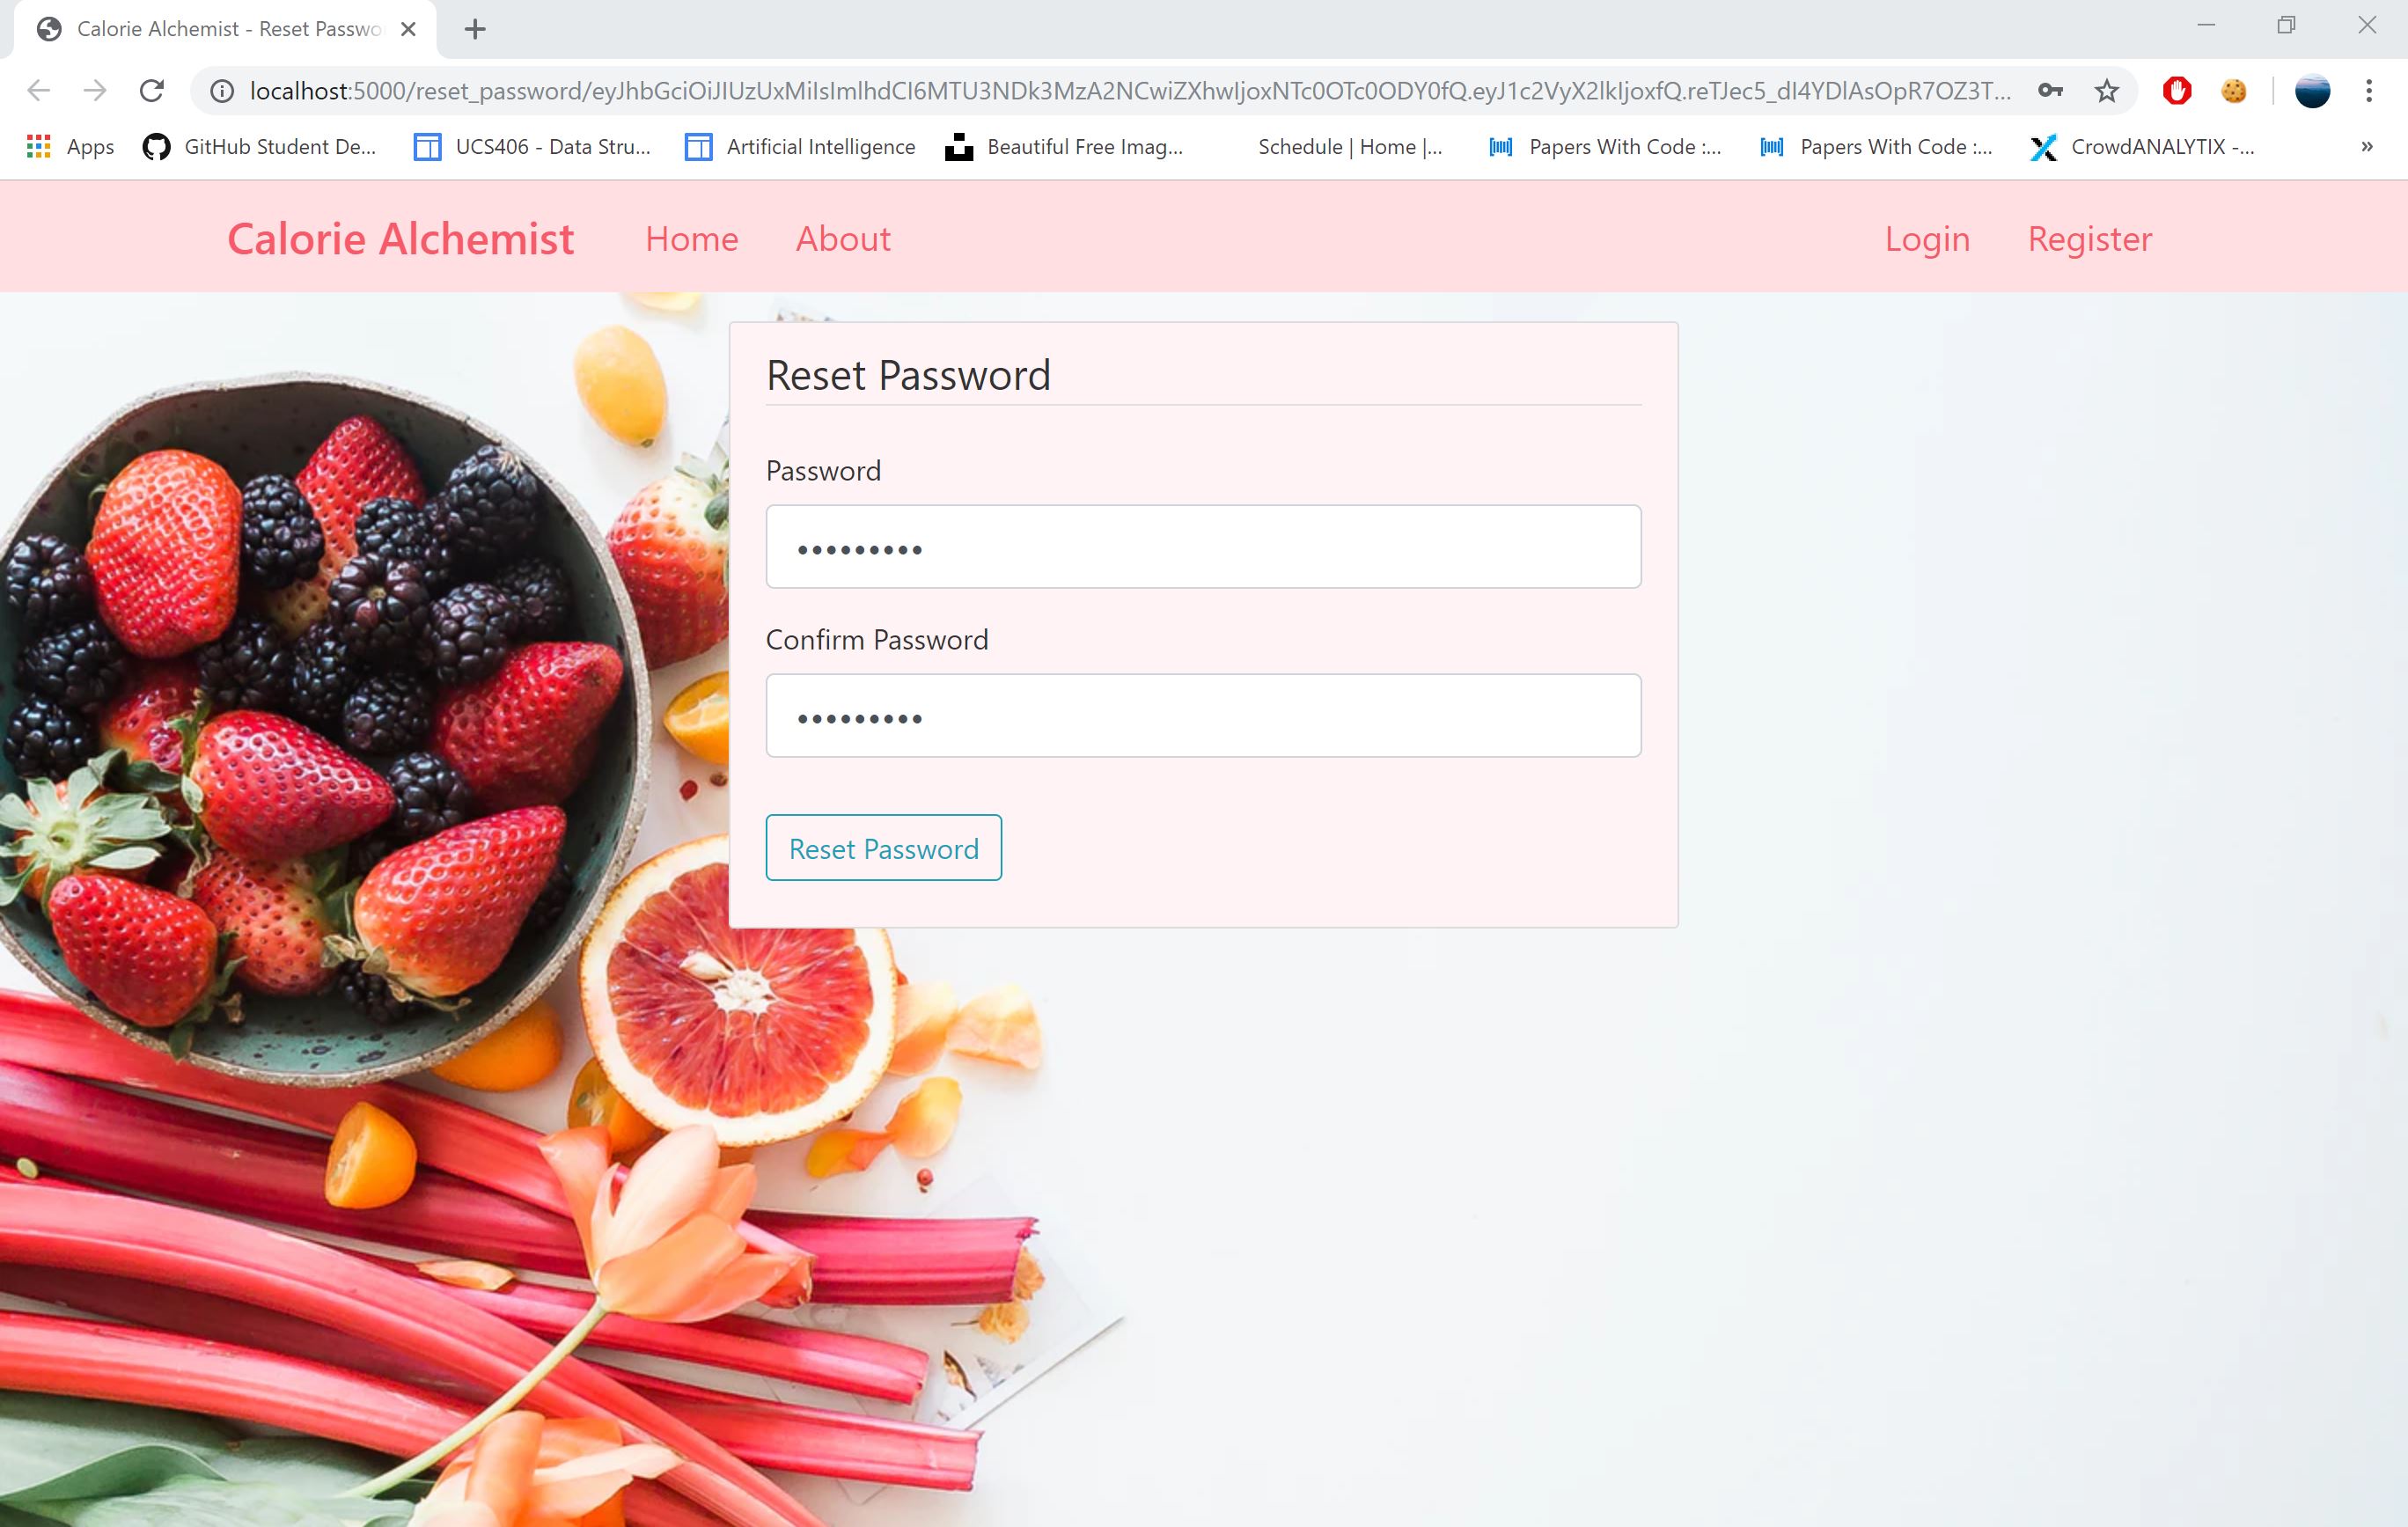 Calorie Alchemist - Reset Passwo
localhost:5000/reset_password/eyJhbGciOiJIUzUxMiIsImlhdCI6MTU3NDk3MzA2NCwiZXhwIjoxNTc0OTc0ODY0fQ.eyJ1c2VyX2lkIjoxfQ.reTJec5_dI4YDlAsOpR7OZ3T...
Apps GitHub Student De... UCS406 - Data Stru... Artificial Intelligence Beautiful Free Imag... Schedule | Home |... Papers With Code :... Papers With Code :... CrowdANALYTIX -... »
Calorie Alchemist Home About Login Register
Reset Password
Password
•••••••••
Confirm Password
•••••••••
Reset Password